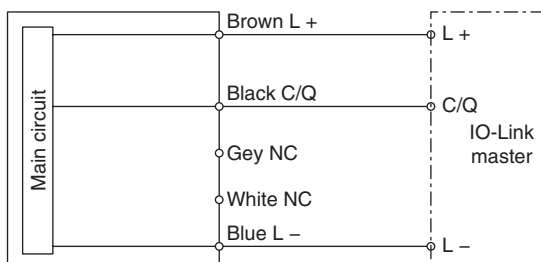 Brown L +
L +
Black C/Q
C/Q
Main circuit
IO-Link
master
Gey NC
White NC
Blue L –
L –